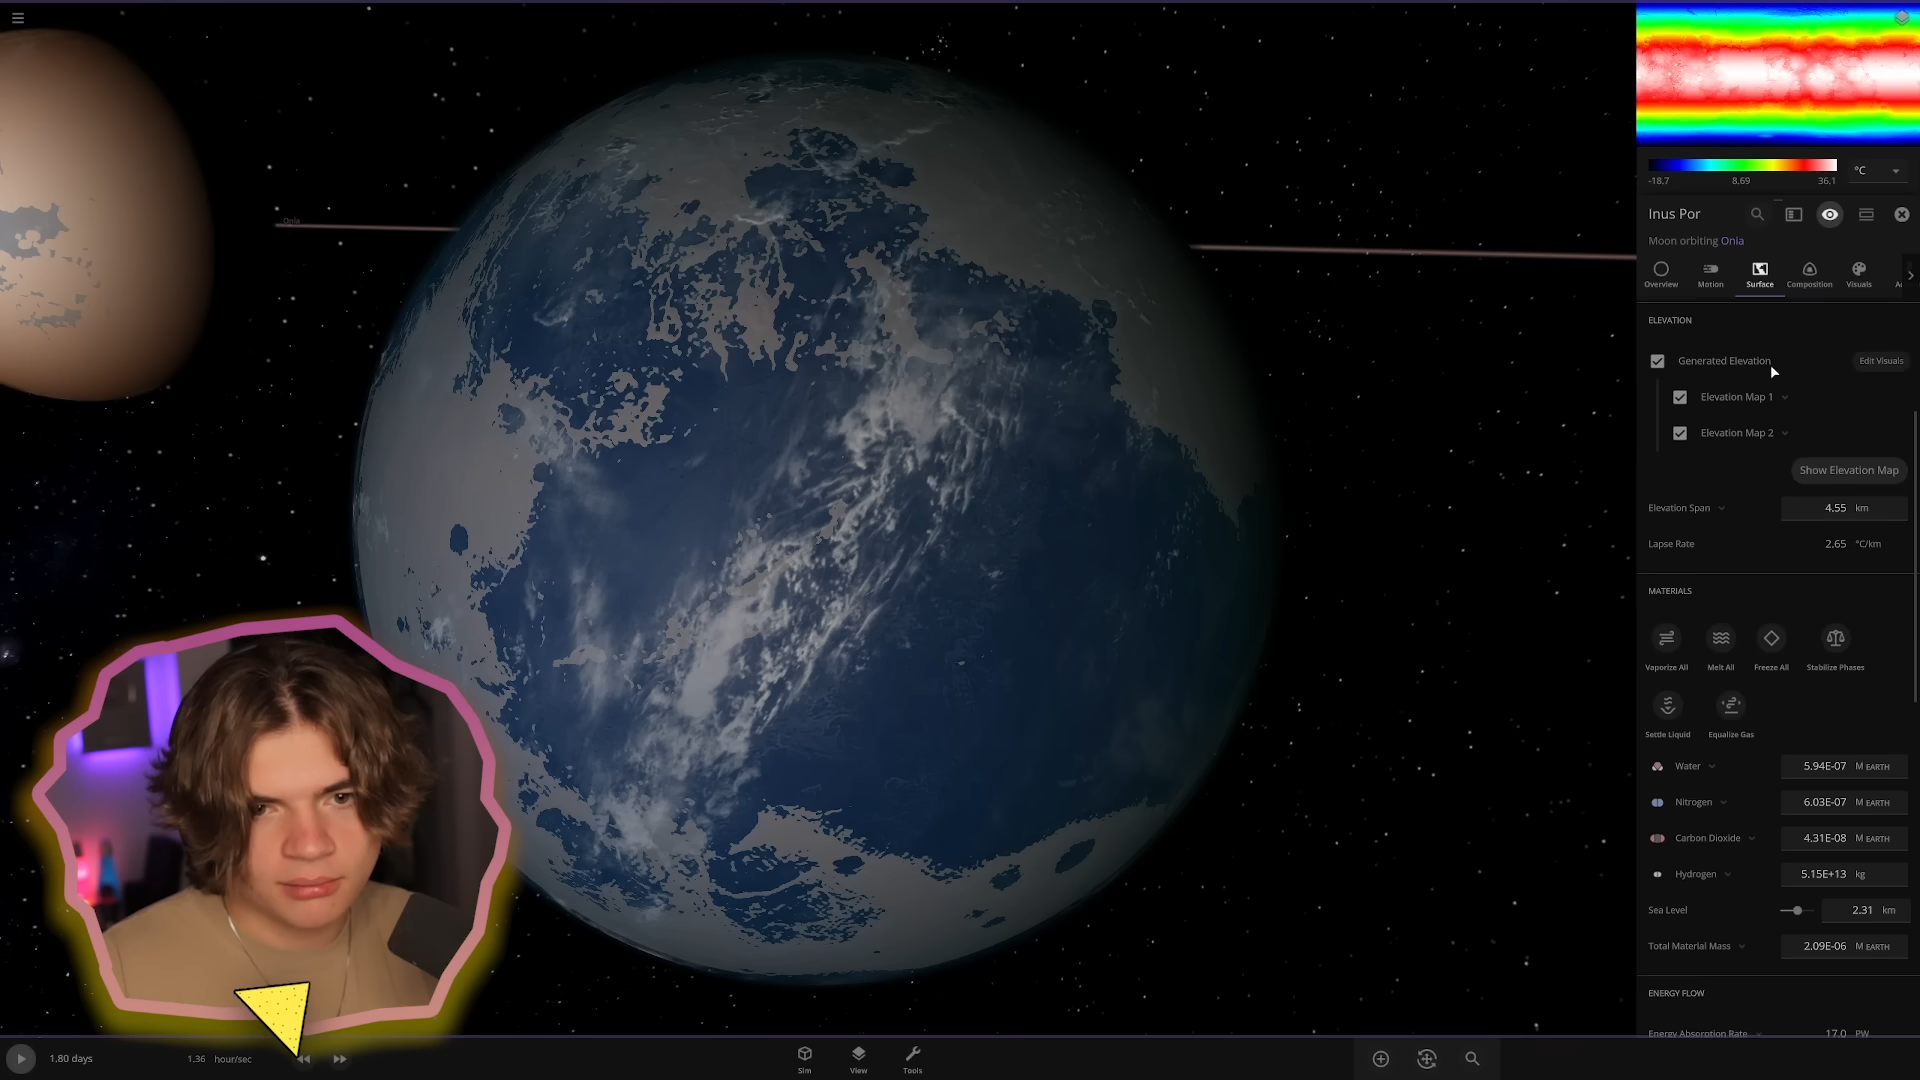 -18.7 8.69 36.1
°C
Inus Por
Moon orbiting Onia
Overview Motion Surface Composition Visuals
Onia
ELEVATION
Generated Elevation Edit Visuals
Elevation Map 1
Elevation Map 2
Show Elevation Map
Elevation Span 4.55 km
Lapse Rate 2.65 °C/km
MATERIALS
Vaporize All Melt All Freeze All Stabilize Phases
Settle Liquid Equalize Gas
Water 5.94E-07 M EARTH
Nitrogen 6.03E-07 M EARTH
Carbon Dioxide 4.31E-08 M EARTH
Hydrogen 5.15E+13 kg
Sea Level 2.31 km
Total Material Mass 2.09E-06 M EARTH
ENERGY FLOW
Energy Absorption Rate 17.0 PW
1.80 days 1.36 hour/sec
Sim View Tools